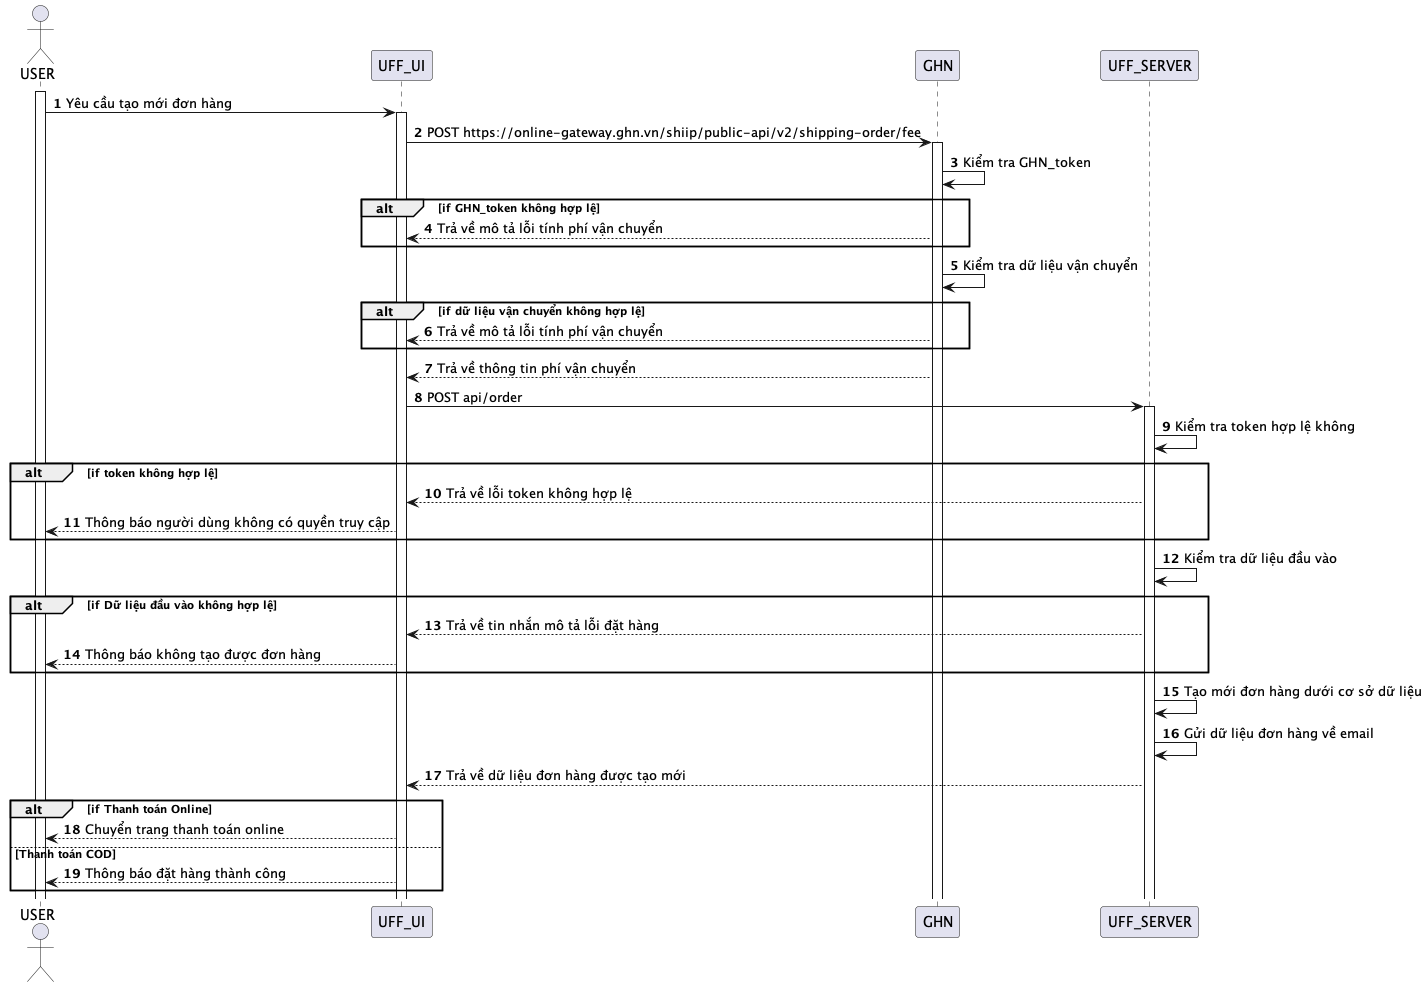 USER
UFF_UI
GHN
UFF_SERVER
1 Yêu cầu tạo mới đơn hàng
2 POST https://online-gateway.ghn.vn/shiip/public-api/v2/shipping-order/fee
3 Kiểm tra GHN_token
alt [if GHN_token không hợp lệ]
4 Trả về mô tả lỗi tính phí vận chuyển
5 Kiểm tra dữ liệu vận chuyển
alt [if dữ liệu vận chuyển không hợp lệ]
6 Trả về mô tả lỗi tính phí vận chuyển
7 Trả về thông tin phí vận chuyển
8 POST api/order
9 Kiểm tra token hợp lệ không
alt [if token không hợp lệ]
10 Trả về lỗi token không hợp lệ
11 Thông báo người dùng không có quyền truy cập
12 Kiểm tra dữ liệu đầu vào
alt [if Dữ liệu đầu vào không hợp lệ]
13 Trả về tin nhắn mô tả lỗi đặt hàng
14 Thông báo không tạo được đơn hàng
15 Tạo mới đơn hàng dưới cơ sở dữ liệu
16 Gửi dữ liệu đơn hàng về email
17 Trả về dữ liệu đơn hàng được tạo mới
alt [if Thanh toán Online]
18 Chuyển trang thanh toán online
[Thanh toán COD]
19 Thông báo đặt hàng thành công
USER
UFF_UI
GHN
UFF_SERVER